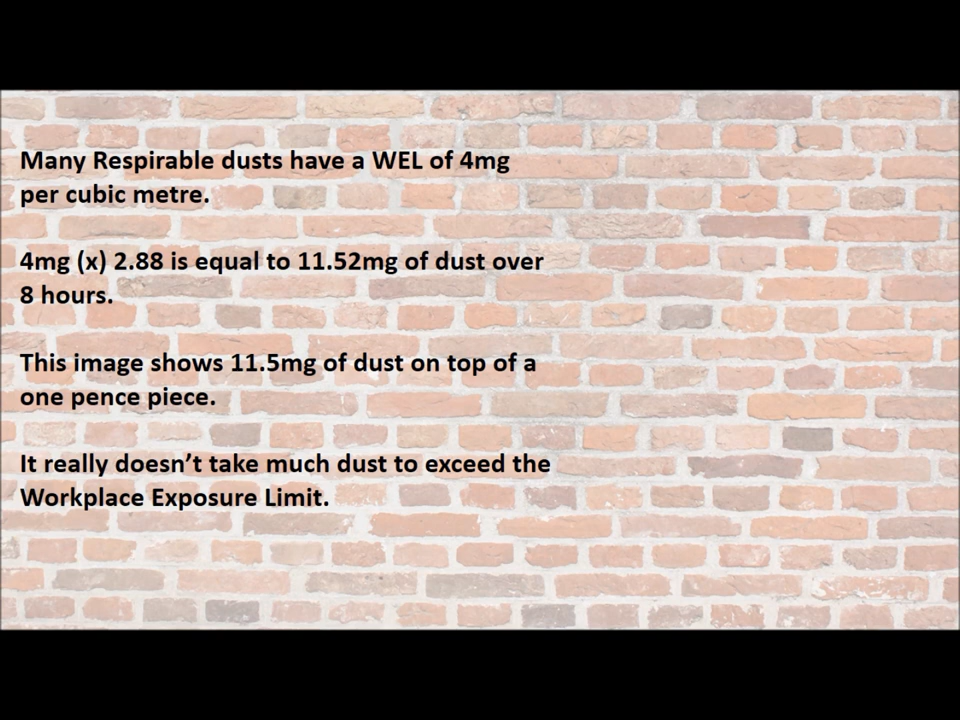 Many Respirable dusts have a WEL of 4mg
per cubic metre.
4mg (x) 2.88 is equal to 11.52mg of dust over
8 hours.
This image shows 11.5mg of dust on top of a
one pence piece.
It really doesn’t take much dust to exceed the
Workplace Exposure Limit.